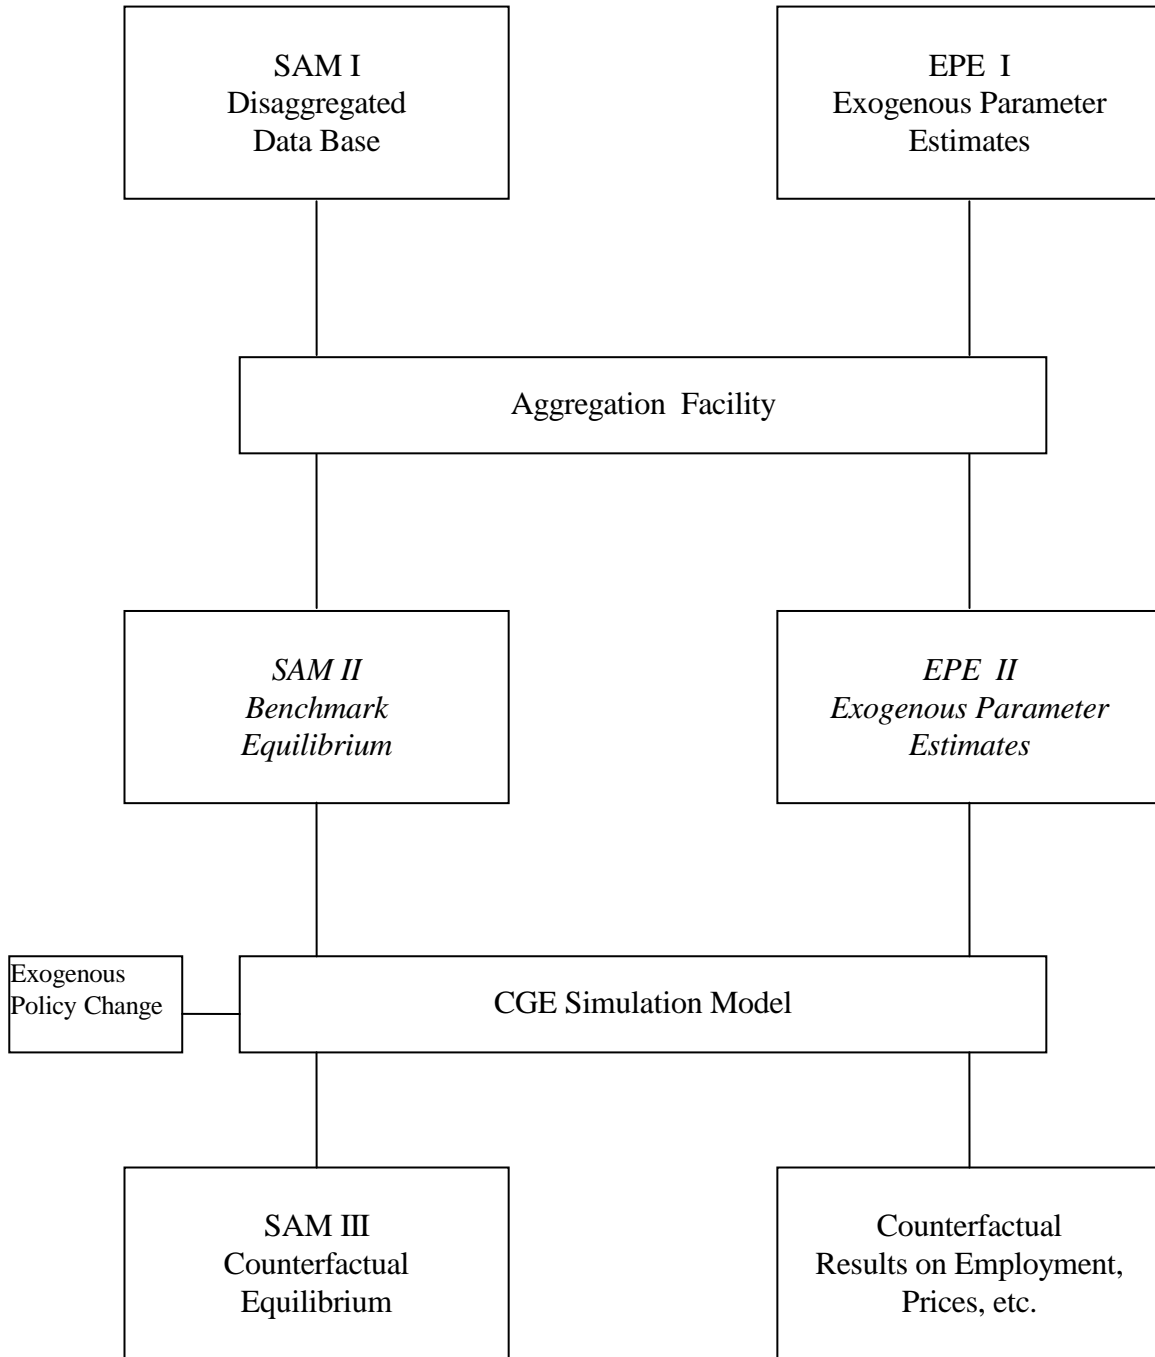 SAM I
Disaggregated
Data Base
EPE I
Exogenous Parameter
Estimates
Aggregation Facility
SAM II
Benchmark
Equilibrium
EPE II
Exogenous Parameter
Estimates
Exogenous
Policy Change
CGE Simulation Model
SAM III
Counterfactual
Equilibrium
Counterfactual
Results on Employment,
Prices, etc.